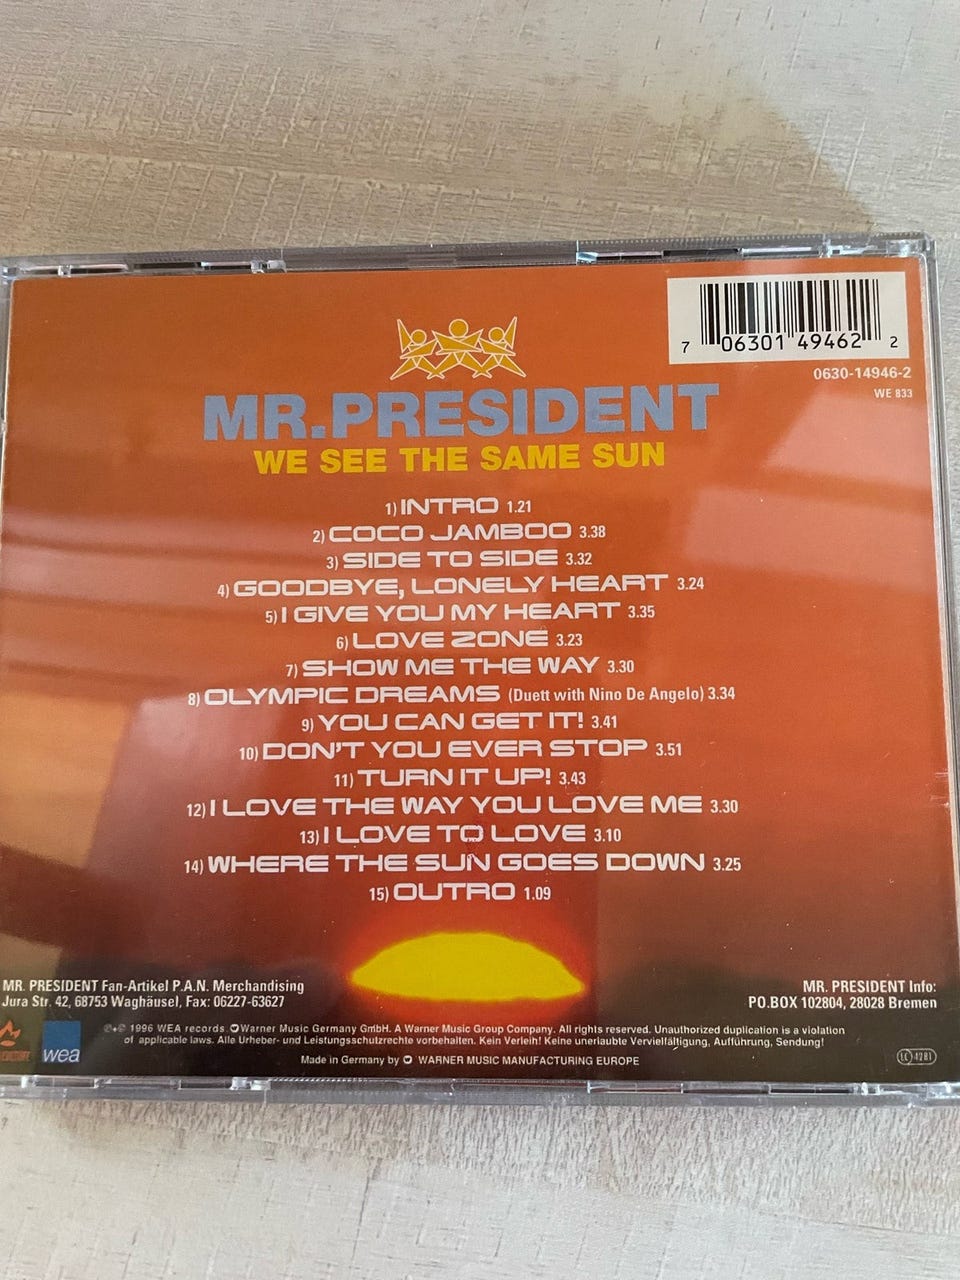 7 06301 49462 2
0630-14946-2
WE 833
MR.PRESIDENT
WE SEE THE SAME SUN
1) INTRO 1.21
2) COCO JAMBOO 3.38
3) SIDE TO SIDE 3.32
4) GOODBYE, LONELY HEART 3.24
5) I GIVE YOU MY HEART 3.35
6) LOVE ZONE 3.23
7) SHOW ME THE WAY 3.30
8) OLYMPIC DREAMS (Duett with Nino De Angelo) 3.34
9) YOU CAN GET IT! 3.41
10) DON'T YOU EVER STOP 3.51
11) TURN IT UP! 3.43
12) I LOVE THE WAY YOU LOVE ME 3.30
13) I LOVE TO LOVE 3.10
14) WHERE THE SUN GOES DOWN 3.25
15) OUTRO 1.09
MR. PRESIDENT Fan-Artikel P.A.N. Merchandising
Jura Str. 42, 68753 Waghäusel, Fax: 06227-63627
MR. PRESIDENT Info:
PO.BOX 102804, 28028 Bremen
℗+© 1996 WEA records. Warner Music Germany GmbH. A Warner Music Group Company. All rights reserved. Unauthorized duplication is a violation
of applicable laws. Alle Urheber- und Leistungsschutzrechte vorbehalten. Kein Verleih! Keine unerlaubte Vervielfältigung, Aufführung, Sendung!
wea
Made in Germany by WARNER MUSIC MANUFACTURING EUROPE
LC 4281